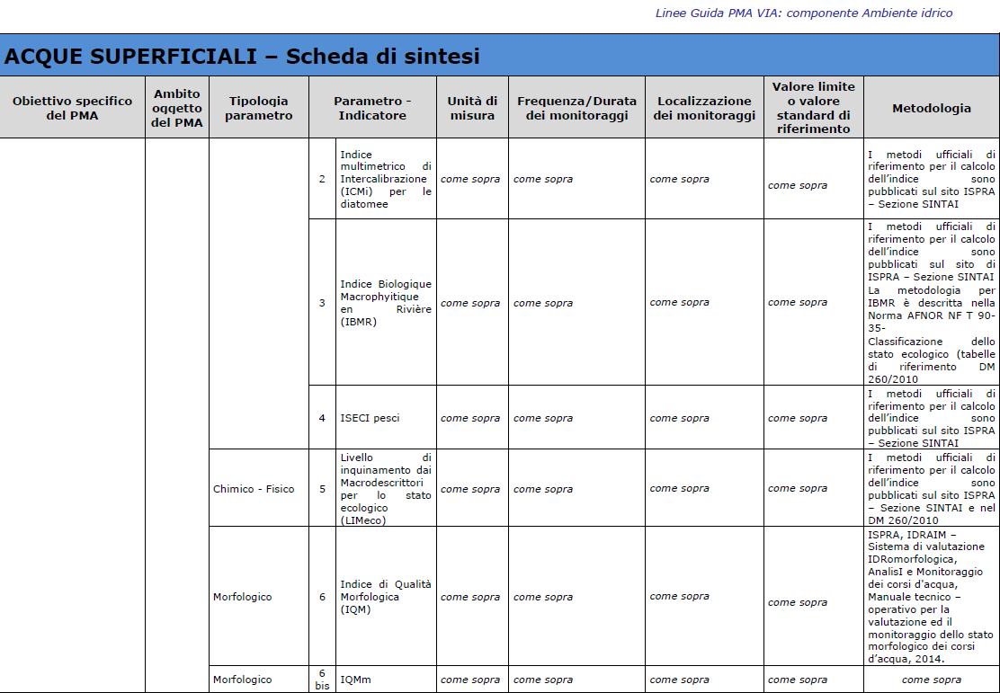 Linee Guida PMA VIA: componente Ambiente idrico
ACQUE SUPERFICIALI – Scheda di sintesi
Obiettivo specifico
del PMA
Ambito
oggetto
del PMA
Tipologia
parametro
Parametro -
Indicatore
Unità di
misura
Frequenza/Durata
dei monitoraggi
Localizzazione
dei monitoraggi
Valore limite
o valore
standard di
riferimento
Metodologia
2
Indice
multimetrico di
Intercalibrazione
(ICMi) per le
diatomee
come sopra
come sopra
come sopra
come sopra
I metodi ufficiali di
riferimento per il calcolo
dell’indice sono
pubblicati sul sito ISPRA
– Sezione SINTAI
3
Indice Biologique
Macrophyitique
en Rivière
(IBMR)
come sopra
come sopra
come sopra
come sopra
I metodi ufficiali di
riferimento per il calcolo
dell’indice sono
pubblicati sul sito di
ISPRA – Sezione SINTAI
La metodologia per
IBMR è descritta nella
Norma AFNOR NF T 90-
35-
Classificazione dello
stato ecologico (tabelle
di riferimento DM
260/2010
4
ISECI pesci
come sopra
come sopra
come sopra
come sopra
I metodi ufficiali di
riferimento per il calcolo
dell’indice sono
pubblicati sul sito ISPRA
– Sezione SINTAI
Chimico - Fisico
5
Livello di
inquinamento dai
Macrodescrittori
per lo stato
ecologico
(LIMeco)
come sopra
come sopra
come sopra
come sopra
I metodi ufficiali di
riferimento per il calcolo
dell’indice sono
pubblicati sul sito ISPRA
– Sezione SINTAI e nel
DM 260/2010
Morfologico
6
Indice di Qualità
Morfologica
(IQM)
come sopra
come sopra
come sopra
come sopra
ISPRA, IDRAIM –
Sistema di valutazione
IDRomorfologica,
AnalisI e Monitoraggio
dei corsi d'acqua,
Manuale tecnico –
operativo per la
valutazione ed il
monitoraggio dello stato
morfologico dei corsi
d’acqua, 2014.
Morfologico
6
bis
IQMm
come sopra
come sopra
come sopra
come sopra
come sopra